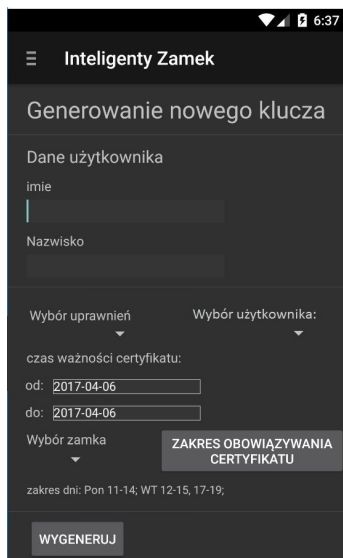 6:37
Inteligenty Zamek
Generowanie nowego klucza
Dane użytkownika
imie
Nazwisko
Wybór uprawnień Wybór użytkownika:
czas ważności certyfikatu:
od: 2017-04-06
do: 2017-04-06
Wybór zamka
ZAKRES OBOWIĄZYWANIA
CERTYFIKATU
zakres dni: Pon 11-14; WT 12-15, 17-19;
WYGENERUJ